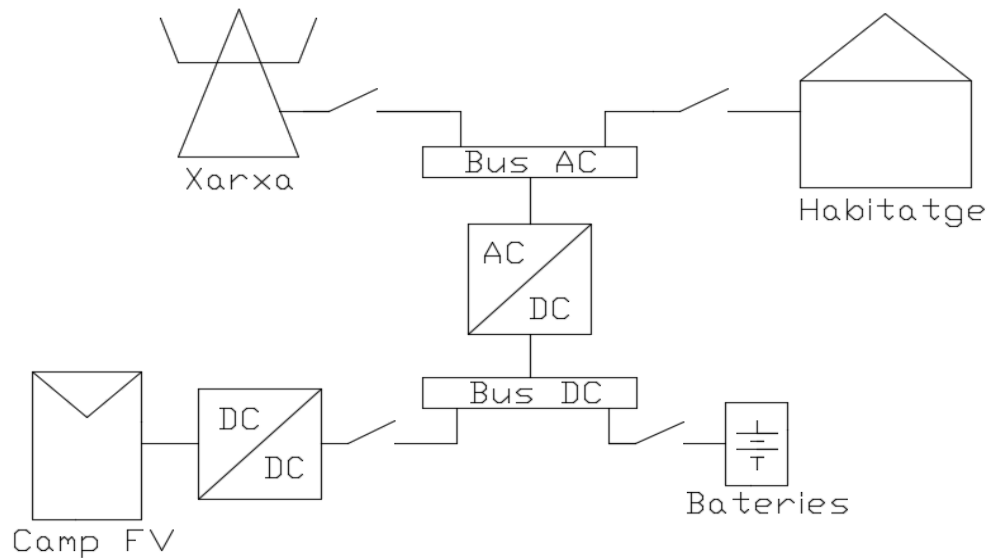 Xarxa
Bus AC
Habitatge
AC
DC
Bus DC
DC
DC
Camp FV
Bateries